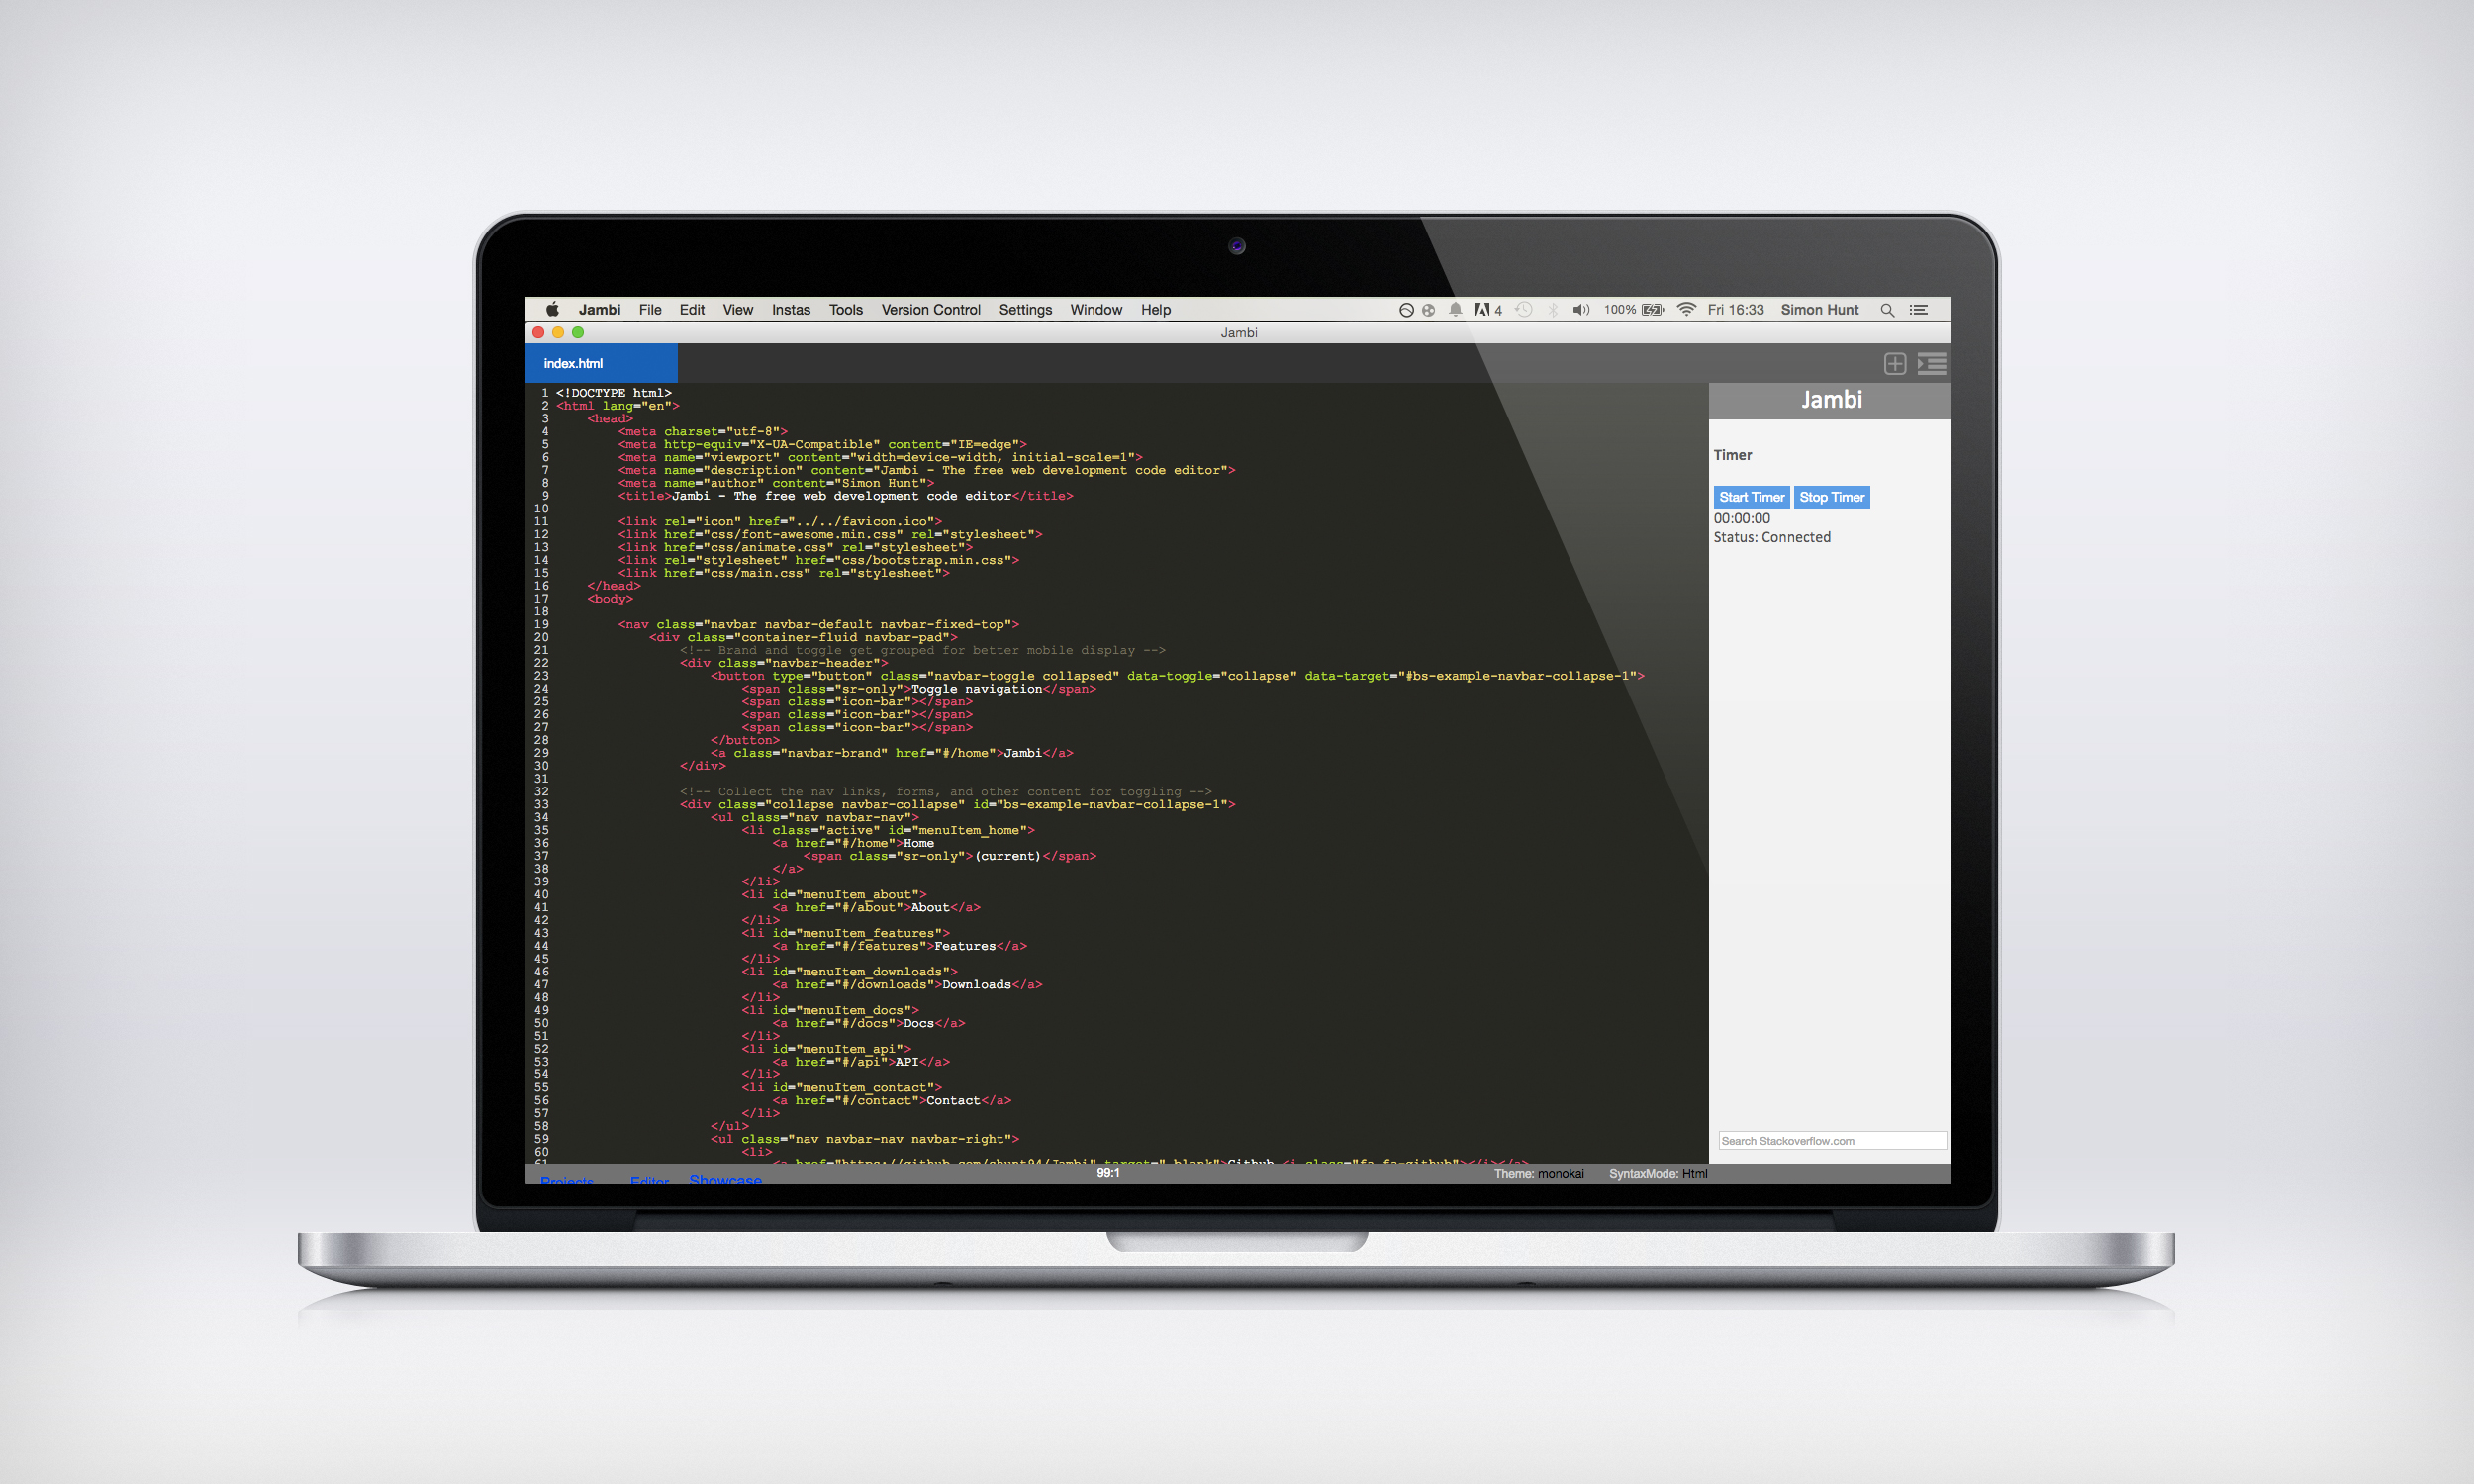 Jambi File Edit View Instas Tools Version Control Settings Window Help 4 100% Fri 16:33 Simon Hunt
Jambi
index.html
1 <!DOCTYPE html>
2 <html lang="en">
3 <head>
4 <meta charset="utf-8">
5 <meta http-equiv="X-UA-Compatible" content="IE=edge">
6 <meta name="viewport" content="width=device-width, initial-scale=1">
7 <meta name="description" content="Jambi - The free web development code editor">
8 <meta name="author" content="Simon Hunt">
9 <title>Jambi - The free web development code editor</title>
10
11 <link rel="icon" href="../../favicon.ico">
12 <link href="css/font-awesome.min.css" rel="stylesheet">
13 <link href="css/animate.css" rel="stylesheet">
14 <link rel="stylesheet" href="css/bootstrap.min.css">
15 <link href="css/main.css" rel="stylesheet">
16 </head>
17 <body>
18
19 <nav class="navbar navbar-default navbar-fixed-top">
20 <div class="container-fluid navbar-pad">
21 <!-- Brand and toggle get grouped for better mobile display -->
22 <div class="navbar-header">
23 <button type="button" class="navbar-toggle collapsed" data-toggle="collapse" data-target="#bs-example-navbar-collapse-1">
24 <span class="sr-only">Toggle navigation</span>
25 <span class="icon-bar"></span>
26 <span class="icon-bar"></span>
27 <span class="icon-bar"></span>
28 </button>
29 <a class="navbar-brand" href="#/home">Jambi</a>
30 </div>
31
32 <!-- Collect the nav links, forms, and other content for toggling -->
33 <div class="collapse navbar-collapse" id="bs-example-navbar-collapse-1">
34 <ul class="nav navbar-nav">
35 <li class="active" id="menuItem_home">
36 <a href="#/home">Home
37 <span class="sr-only">(current)</span>
38 </a>
39 </li>
40 <li id="menuItem_about">
41 <a href="#/about">About</a>
42 </li>
43 <li id="menuItem_features">
44 <a href="#/features">Features</a>
45 </li>
46 <li id="menuItem_downloads">
47 <a href="#/downloads">Downloads</a>
48 </li>
49 <li id="menuItem_docs">
50 <a href="#/docs">Docs</a>
51 </li>
52 <li id="menuItem_api">
53 <a href="#/api">API</a>
54 </li>
55 <li id="menuItem_contact">
56 <a href="#/contact">Contact</a>
57 </li>
58 </ul>
59 <ul class="nav navbar-nav navbar-right">
60 <li>
61 <a href="https://github.com/shunt94/Jambi" target="_blank">Github <i class="fa fa-github"></i></a>
Jambi
Timer
Start Timer Stop Timer
00:00:00
Status: Connected
Search Stackoverflow.com
Projects Editor Showcase 99:1 Theme: monokai SyntaxMode: Html